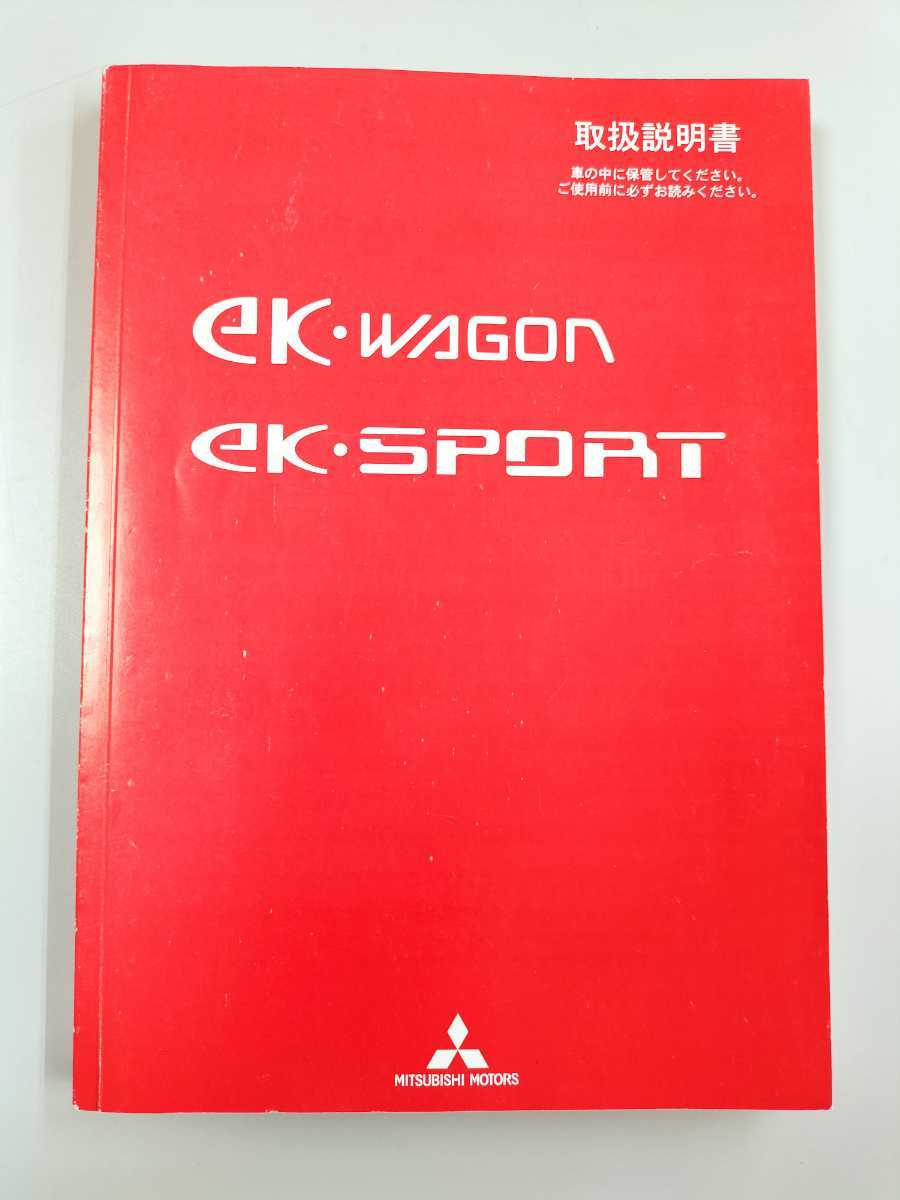 取扱説明書
車の中に保管してください。
ご使用前に必ずお読みください。
eK・WAGON
eK・SPORT
MITSUBISHI MOTORS